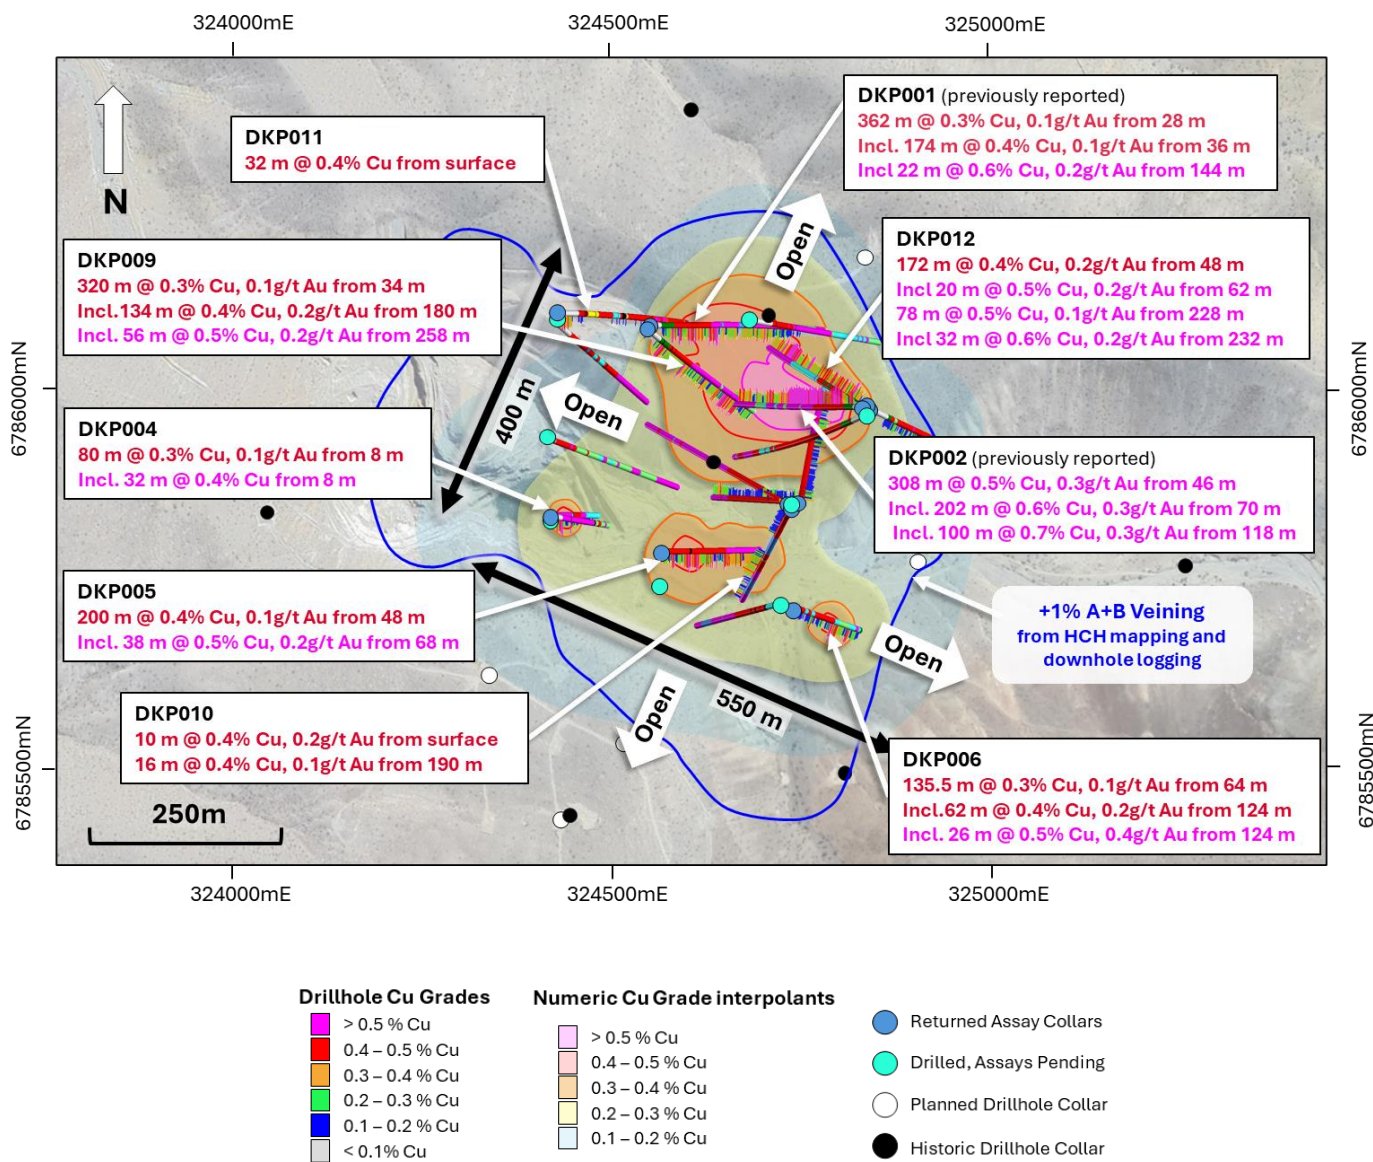 324000mE
324500mE
325000mE
DKP001 (previously reported)
362 m @ 0.3% Cu, 0.1g/t Au from 28 m
Incl. 174 m @ 0.4% Cu, 0.1g/t Au from 36 m
Incl 22 m @ 0.6% Cu, 0.2g/t Au from 144 m
DKP011
32 m @ 0.4% Cu from surface
N
Open
DKP012
172 m @ 0.4% Cu, 0.2g/t Au from 48 m
Incl 20 m @ 0.5% Cu, 0.2g/t Au from 62 m
78 m @ 0.5% Cu, 0.1g/t Au from 228 m
Incl 32 m @ 0.6% Cu, 0.2g/t Au from 232 m
DKP009
320 m @ 0.3% Cu, 0.1g/t Au from 34 m
Incl.134 m @ 0.4% Cu, 0.2g/t Au from 180 m
Incl. 56 m @ 0.5% Cu, 0.2g/t Au from 258 m
6786000mN
6786000mN
400 m
Open
DKP004
80 m @ 0.3% Cu, 0.1g/t Au from 8 m
Incl. 32 m @ 0.4% Cu from 8 m
DKP002 (previously reported)
308 m @ 0.5% Cu, 0.3g/t Au from 46 m
Incl. 202 m @ 0.6% Cu, 0.3g/t Au from 70 m
Incl. 100 m @ 0.7% Cu, 0.3g/t Au from 118 m
DKP005
200 m @ 0.4% Cu, 0.1g/t Au from 48 m
Incl. 38 m @ 0.5% Cu, 0.2g/t Au from 68 m
+1% A+B Veining
from HCH mapping and
downhole logging
Open
550 m
Open
DKP010
10 m @ 0.4% Cu, 0.2g/t Au from surface
16 m @ 0.4% Cu, 0.1g/t Au from 190 m
DKP006
135.5 m @ 0.3% Cu, 0.1g/t Au from 64 m
Incl.62 m @ 0.4% Cu, 0.2g/t Au from 124 m
Incl. 26 m @ 0.5% Cu, 0.4g/t Au from 124 m
6785500mN
6785500mN
250m
324000mE
324500mE
325000mE
Drillhole Cu Grades
> 0.5 % Cu
0.4 – 0.5 % Cu
0.3 – 0.4 % Cu
0.2 – 0.3 % Cu
0.1 – 0.2 % Cu
< 0.1% Cu
Numeric Cu Grade interpolants
> 0.5 % Cu
0.4 – 0.5 % Cu
0.3 – 0.4 % Cu
0.2 – 0.3 % Cu
0.1 – 0.2 % Cu
Returned Assay Collars
Drilled, Assays Pending
Planned Drillhole Collar
Historic Drillhole Collar